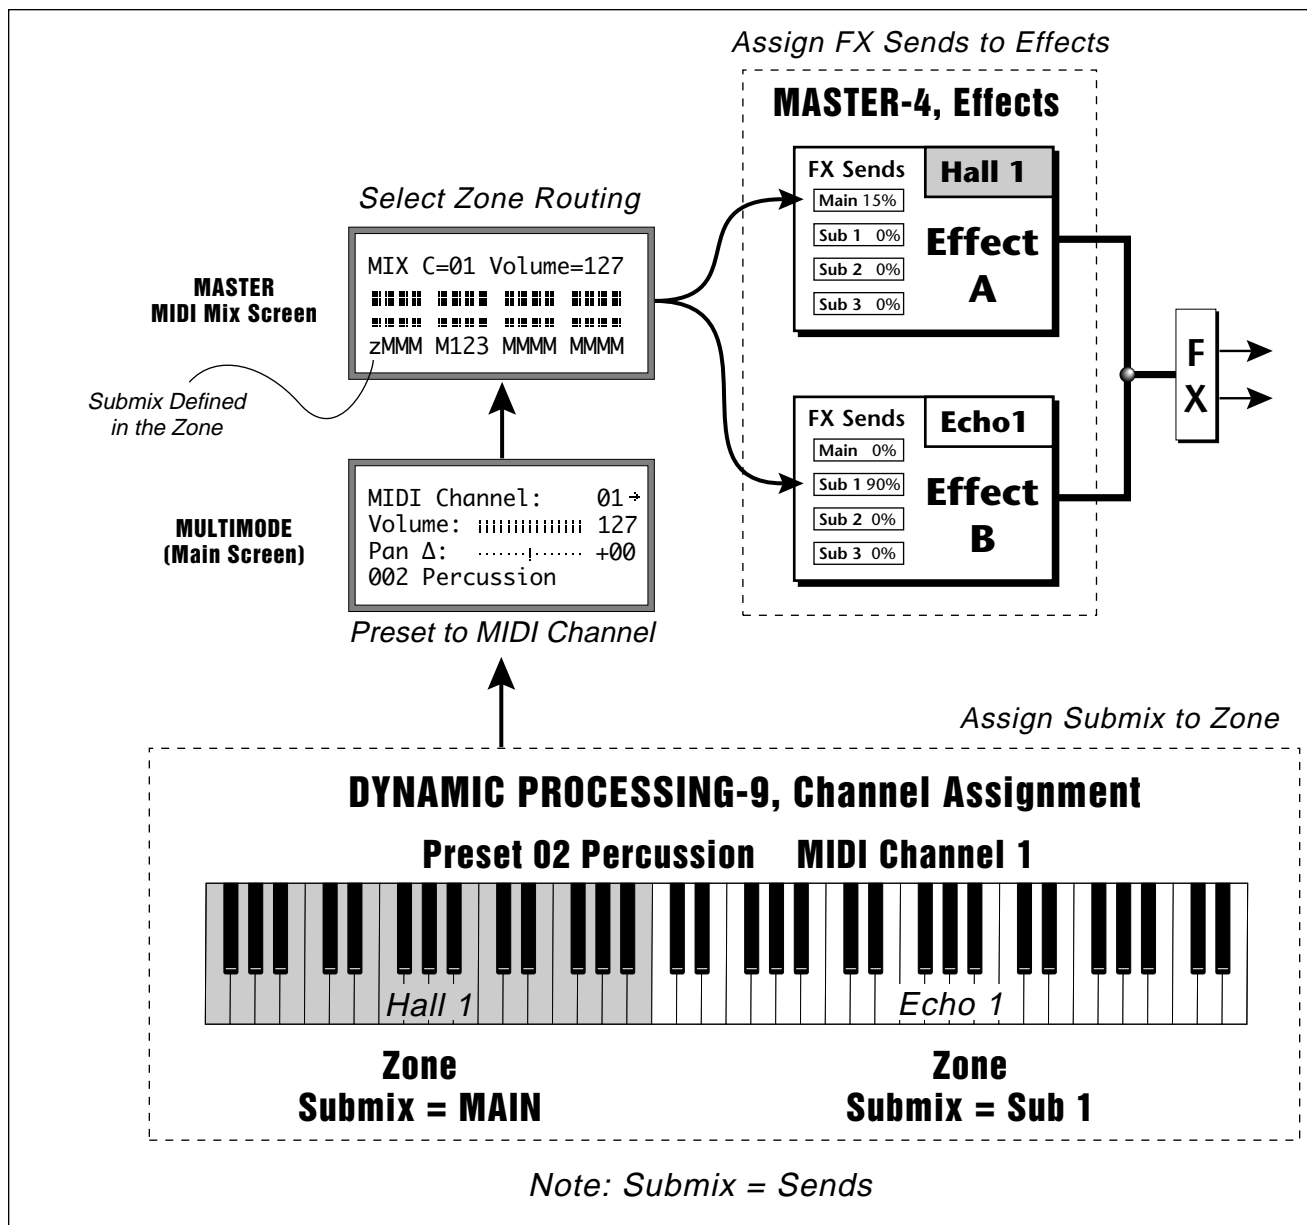 Assign FX Sends to Effects
MASTER-4, Effects
FX Sends
Hall 1
Main 15%
Sub 1 0%
Sub 2 0%
Sub 3 0%
Effect
A
Select Zone Routing
MIX C=01 Volume=127
zMMM M123 MMMM MMMM
MASTER
MIDI Mix Screen
Submix Defined
in the Zone
FX Sends
Echo1
Main 0%
Sub 1 90%
Sub 2 0%
Sub 3 0%
Effect
B
F
X
MIDI Channel: 01→
Volume: 127
Pan Δ: +00
002 Percussion
MULTIMODE
(Main Screen)
Preset to MIDI Channel
Assign Submix to Zone
DYNAMIC PROCESSING-9, Channel Assignment
Preset 02 Percussion MIDI Channel 1
Hall 1
Echo 1
Zone
Submix = MAIN
Zone
Submix = Sub 1
Note: Submix = Sends